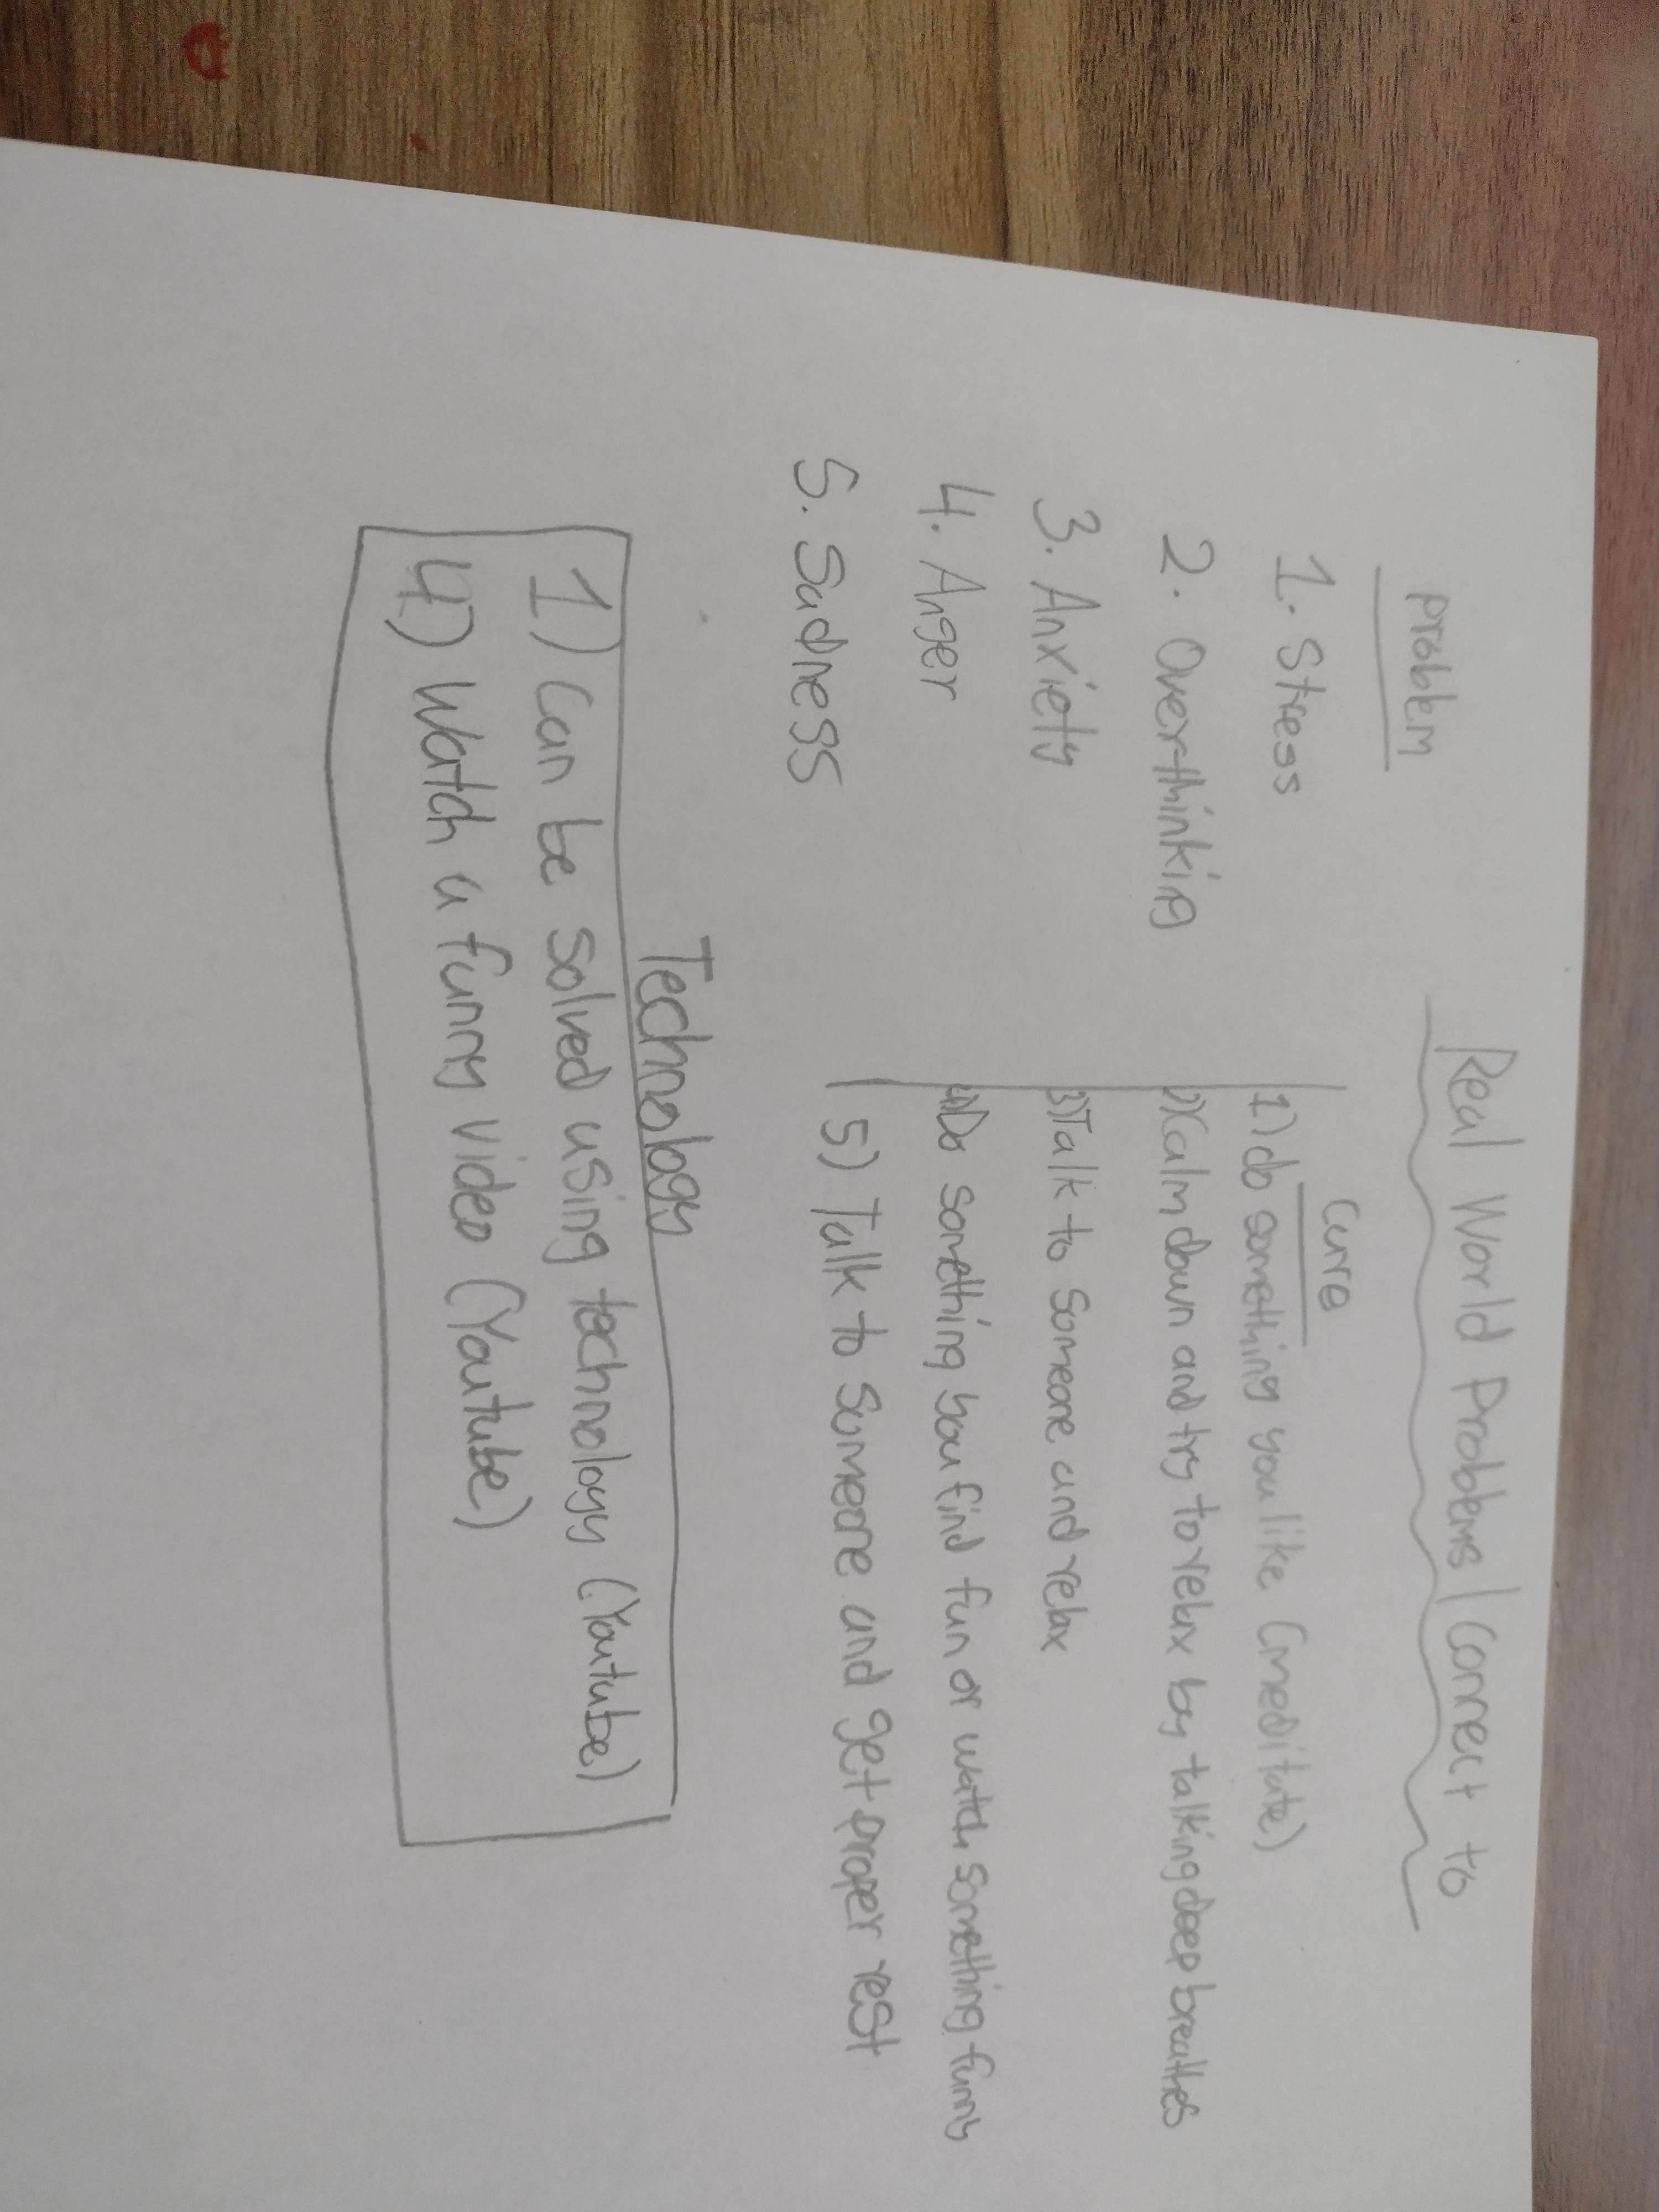 Real World Problems / Connect to
Problem
Cure
1. Stress
1) do something you like (meditate)
2. Overthinking
2) Calm down and try to relax by talking deep breathes
3. Anxiety
3) Talk to someone and relax
4. Anger
4) Do something you find fun or watch something funny
5. Sadness
5) Talk to someone and get proper rest
Technology
1) Can be solved using technology (Youtube)
4) Watch a funny video (Youtube)